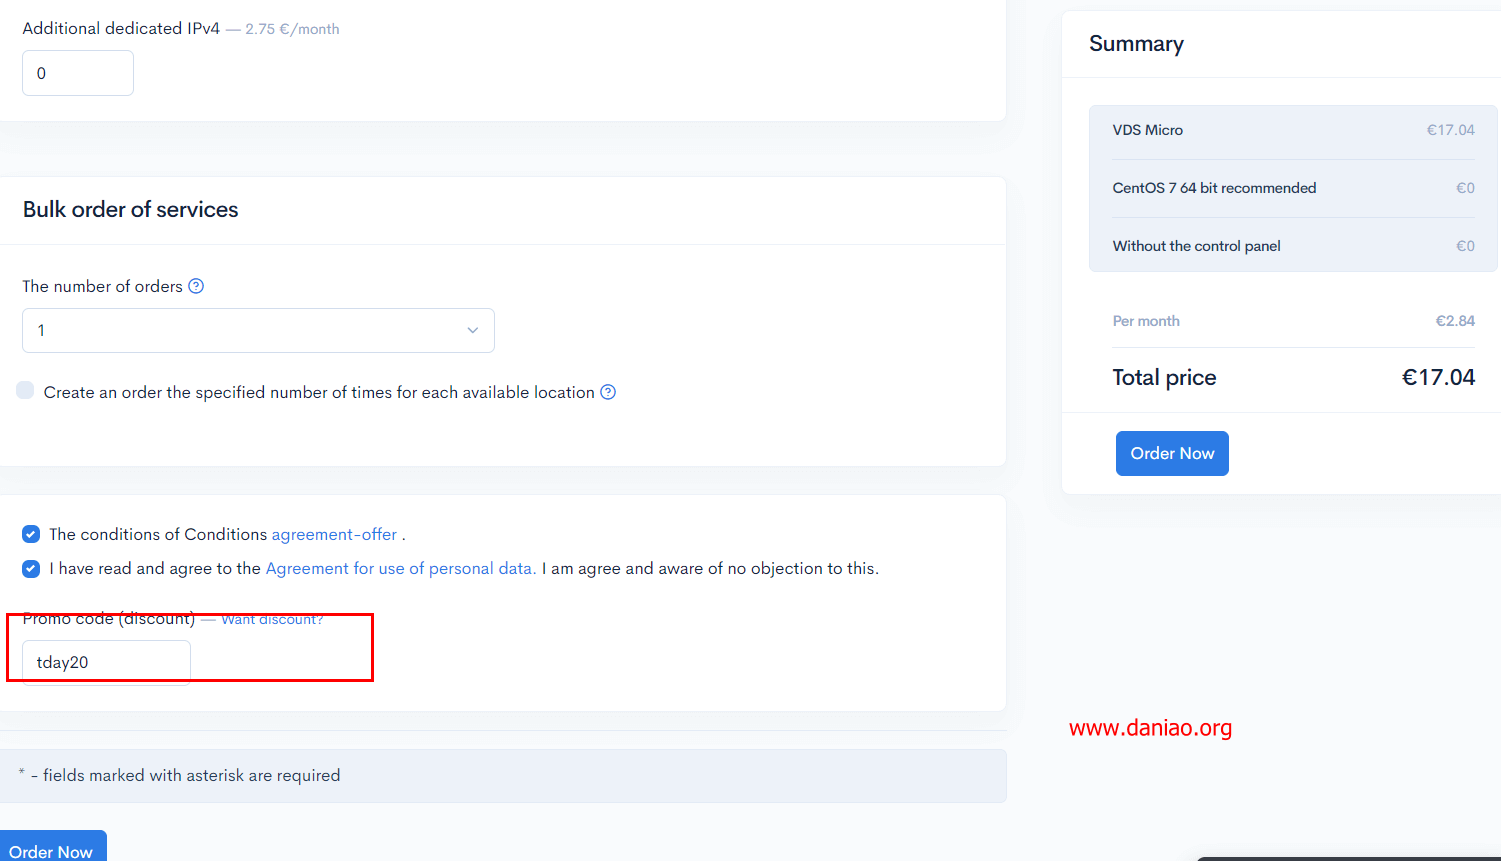 Additional dedicated IPv4 — 2.75 €/month
0
Bulk order of services
The number of orders ?
1
Create an order the specified number of times for each available location ?
The conditions of Conditions agreement-offer .
I have read and agree to the Agreement for use of personal data. I am agree and aware of no objection to this.
Promo code (discount) — Want discount?
tday20
* - fields marked with asterisk are required
Order Now
Summary
VDS Micro €17.04
CentOS 7 64 bit recommended €0
Without the control panel €0
Per month €2.84
Total price €17.04
Order Now
www.daniao.org